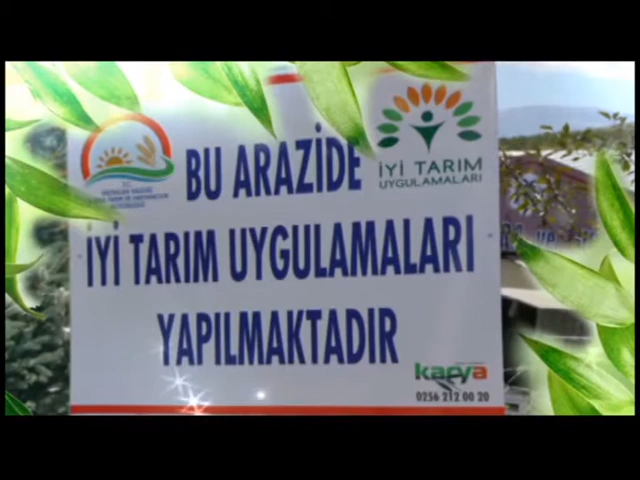 BU ARAZİDE
İYİ TARIM
UYGULAMALARI
T.C.
İYİ TARIM UYGULAMALARI
YAPILMAKTADIR
karya
0256 212 00 20